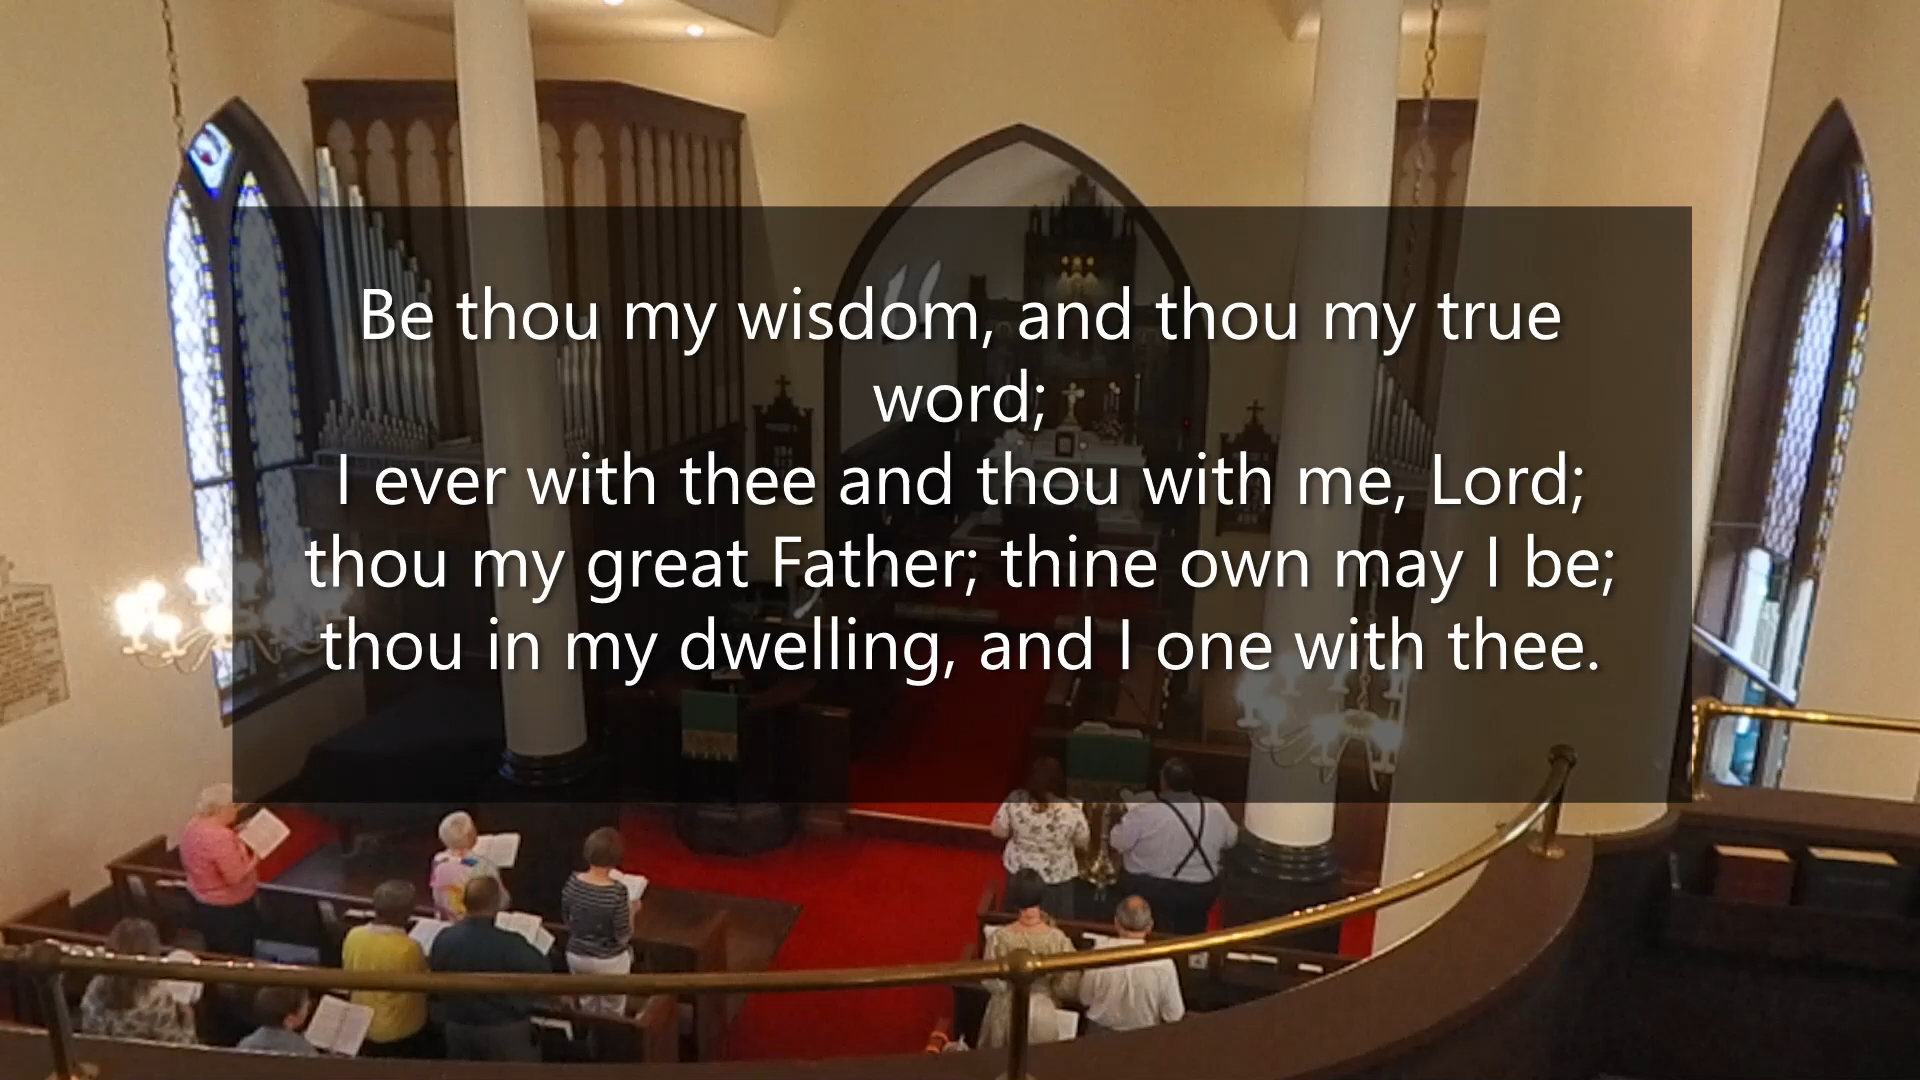 Be thou my wisdom, and thou my true
word;
I ever with thee and thou with me, Lord;
thou my great Father; thine own may I be;
thou in my dwelling, and I one with thee.